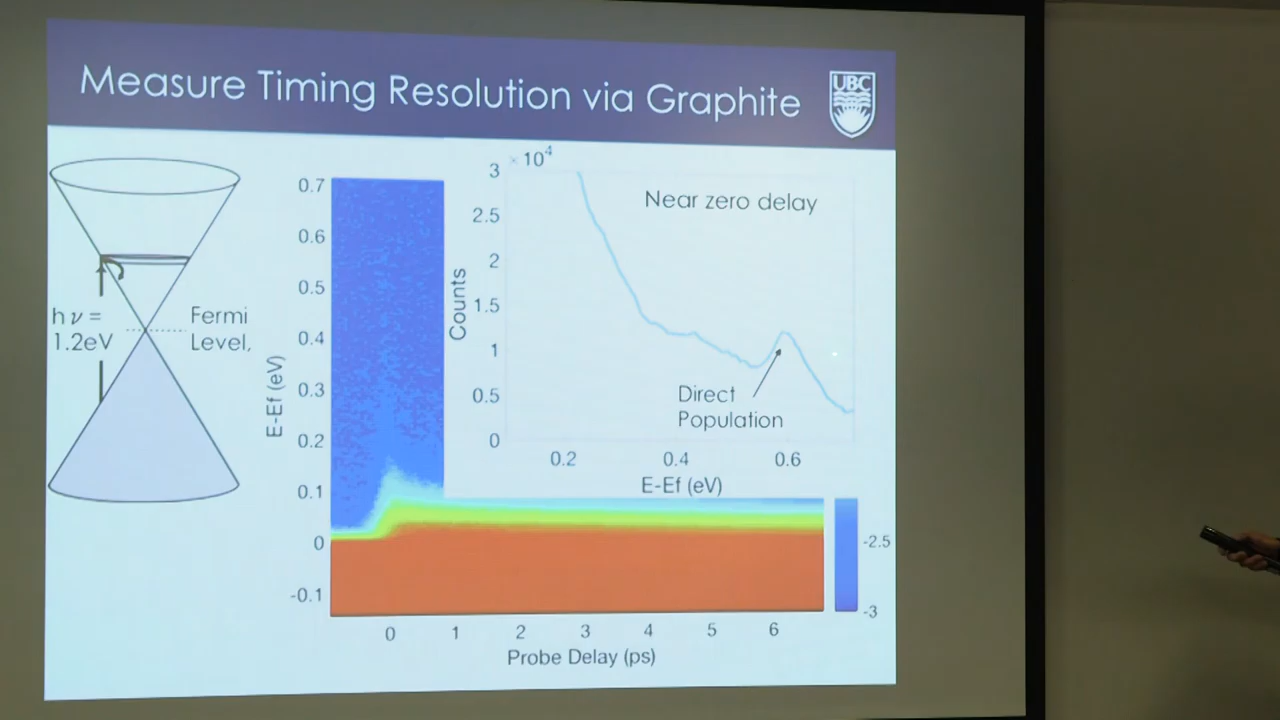 Measure Timing Resolution via Graphite
UBC
h ν =
1.2eV
Fermi
Level,
E-Ef (eV)
0.7
0.6
0.5
0.4
0.3
0.2
0.1
0
-0.1
0
1
2
3
4
5
6
Probe Delay (ps)
× 10⁴
Counts
3
2.5
2
1.5
1
0.5
0
Near zero delay
Direct
Population
0.2
0.4
0.6
E-Ef (eV)
-2.5
-3